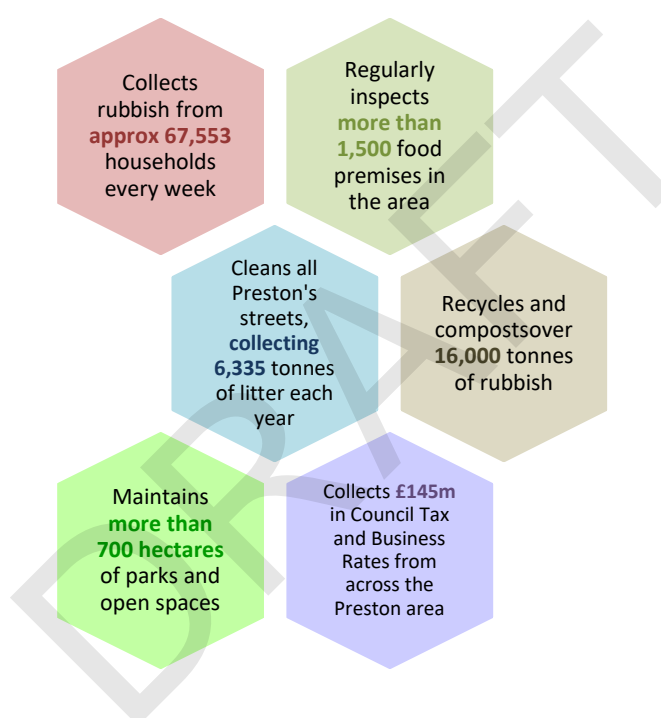 Collects
rubbish from
approx 67,553
households
every week
Regularly
inspects
more than
1,500 food
premises in
the area
Cleans all
Preston's
streets,
collecting
6,335 tonnes
of litter each
year
Recycles and
compostsover
16,000 tonnes
of rubbish
Maintains
more than
700 hectares
of parks and
open spaces
Collects £145m
in Council Tax
and Business
Rates from
across the
Preston area
DRAFT